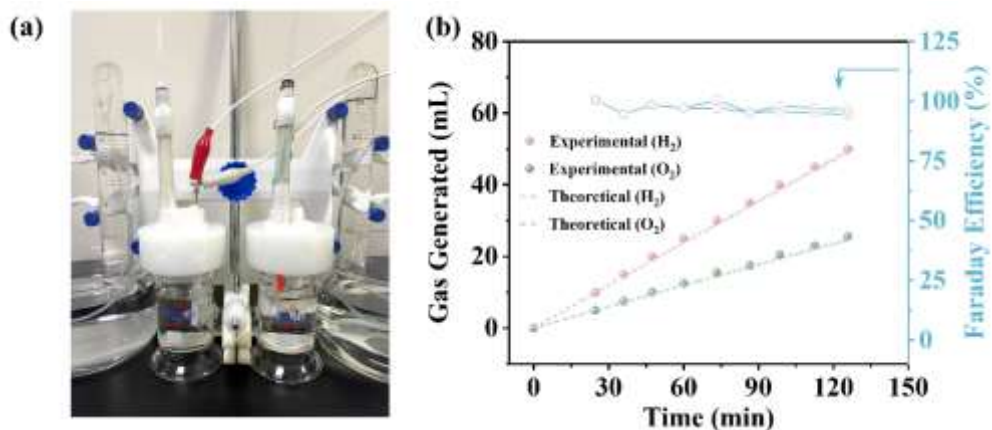 (a)
(b)
80
60
40
20
0
Gas Generated (mL)
Experimental (H₂)
Experimental (O₂)
Theoretical (H₂)
Theoretical (O₂)
125
100
75
50
25
0
Faraday Efficiency (%)
0 30 60 90 120 150
Time (min)